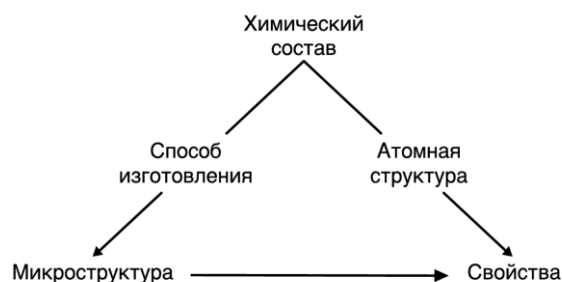 Химический
состав
Способ
изготовления
Атомная
структура
Микроструктура
Свойства